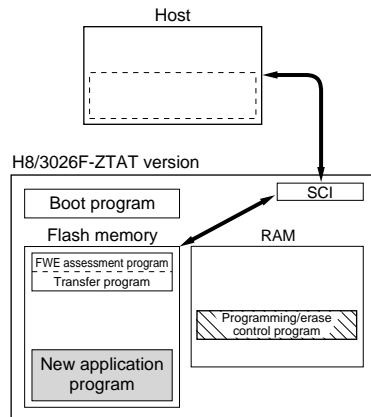 Host
H8/3026F-ZTAT version
SCI
Boot program
Flash memory
RAM
FWE assessment program
Transfer program
Programming/erase
control program
New application
program